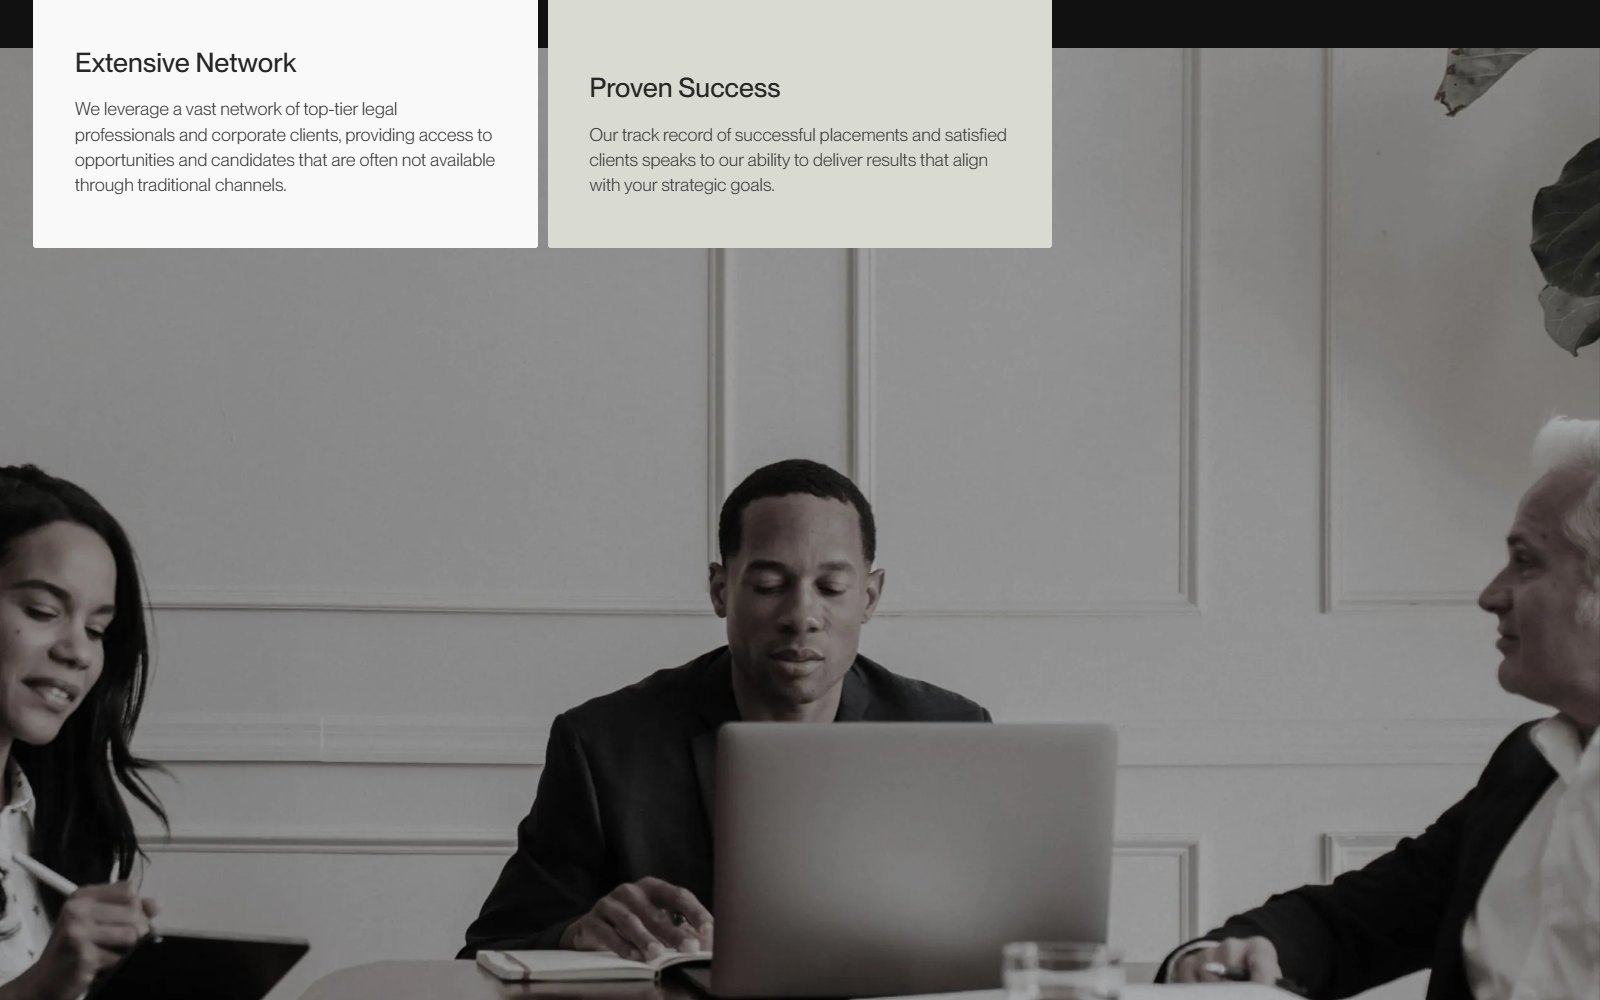 Extensive Network
We leverage a vast network of top-tier legal
professionals and corporate clients, providing access to
opportunities and candidates that are often not available
through traditional channels.
Proven Success
Our track record of successful placements and satisfied
clients speaks to our ability to deliver results that align
with your strategic goals.